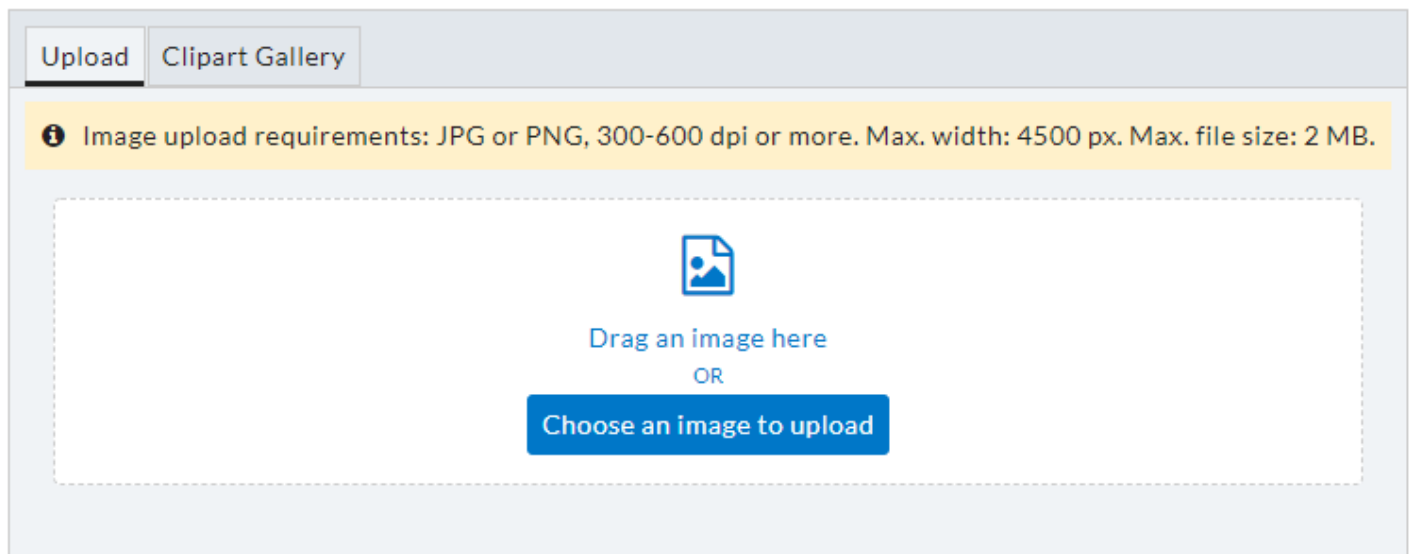 Upload
Clipart Gallery
Image upload requirements: JPG or PNG, 300-600 dpi or more. Max. width: 4500 px. Max. file size: 2 MB.
Drag an image here
OR
Choose an image to upload